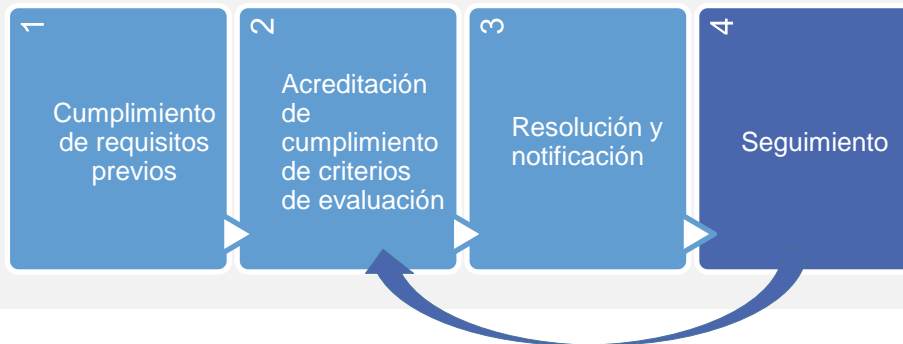 1
Cumplimiento
de requisitos
previos
2
Acreditación
de
cumplimiento
de criterios
de evaluación
3
Resolución y
notificación
4
Seguimiento